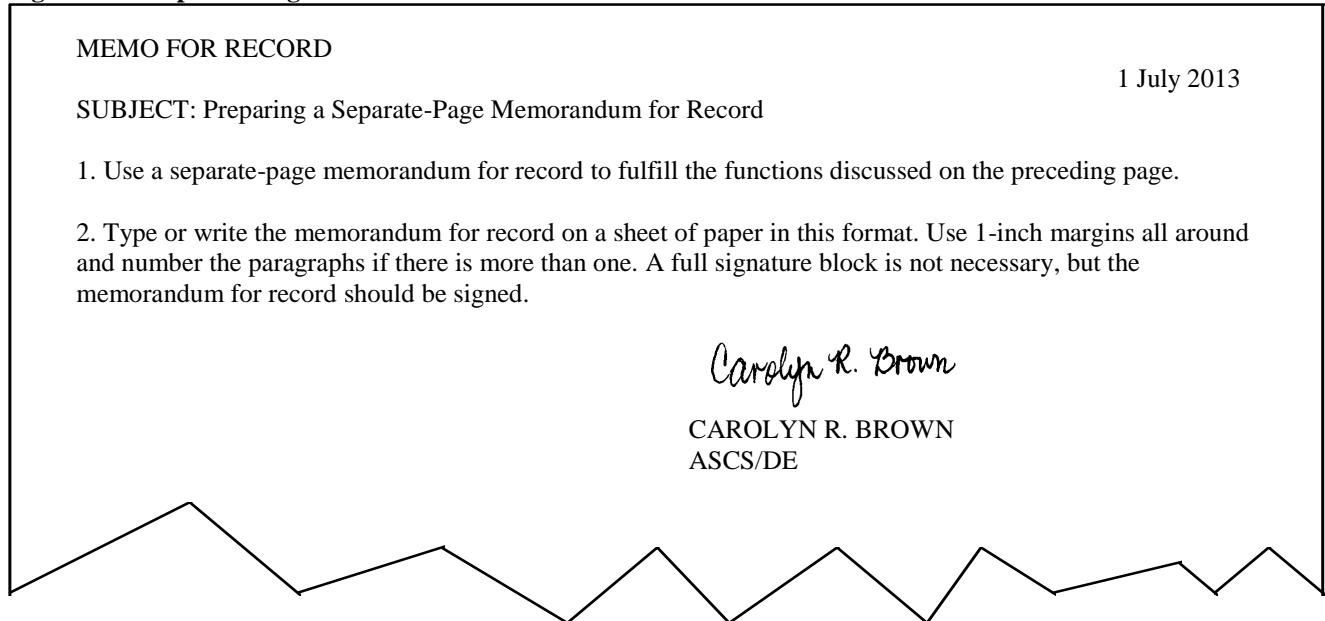 MEMO FOR RECORD
1 July 2013
SUBJECT: Preparing a Separate-Page Memorandum for Record
1. Use a separate-page memorandum for record to fulfill the functions discussed on the preceding page.
2. Type or write the memorandum for record on a sheet of paper in this format. Use 1-inch margins all around
and number the paragraphs if there is more than one. A full signature block is not necessary, but the
memorandum for record should be signed.
Carolyn R. Brown
CAROLYN R. BROWN
ASCS/DE